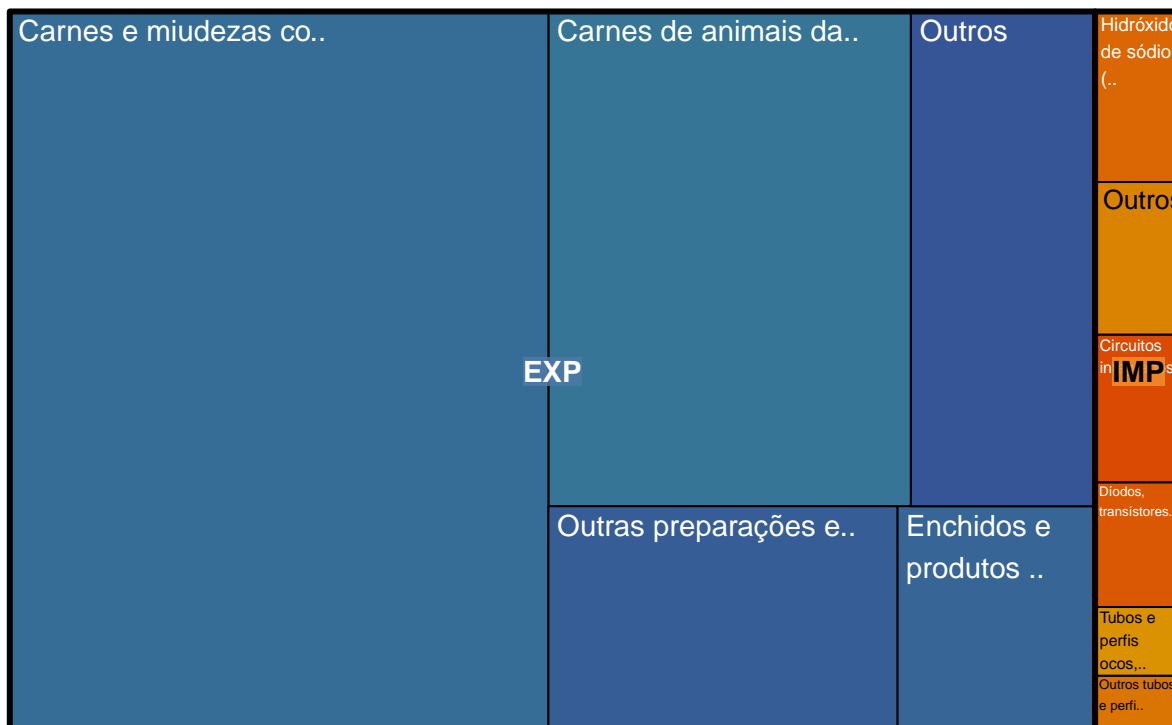 Carnes e miudezas co..
Carnes de animais da..
Outros
EXP
Outras preparações e..
Enchidos e
produtos ..
Hidróxido
de sódio
(..
Outros
Circuitos
IMP
Díodos,
transístores..
Tubos e
perfis
ocos,..
Outros tubos
e perfi..